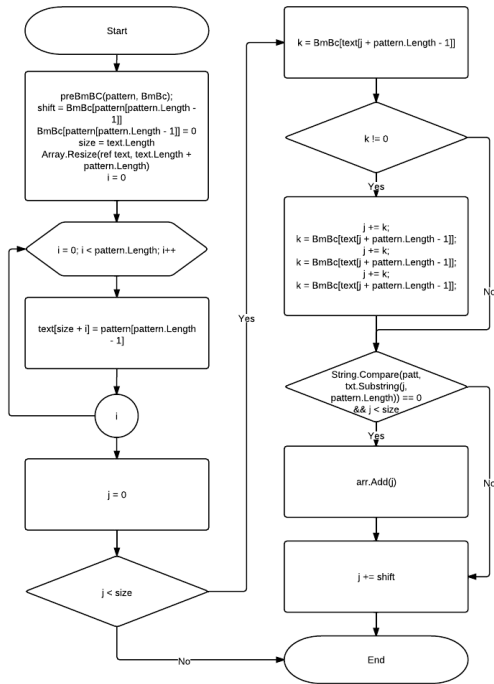 Start
preBmBC(pattern, BmBc);
shift = BmBc[pattern[pattern.Length -
1]]
BmBc[pattern[pattern.Length - 1]] = 0
size = text.Length
Array.Resize(ref text, text.Length +
pattern.Length)
i = 0
i = 0; i < pattern.Length; i++
text[size + i] = pattern[pattern.Length
- 1]
i
j = 0
j < size
Yes
No
k = BmBc[text[j + pattern.Length - 1]]
k != 0
Yes
No
j += k;
k = BmBc[text[j + pattern.Length - 1]];
j += k;
k = BmBc[text[j + pattern.Length - 1]];
j += k;
k = BmBc[text[j + pattern.Length - 1]];
String.Compare(patt,
txt.Substring(j,
pattern.Length)) == 0
&& j < size
Yes
No
arr.Add(j)
j += shift
End